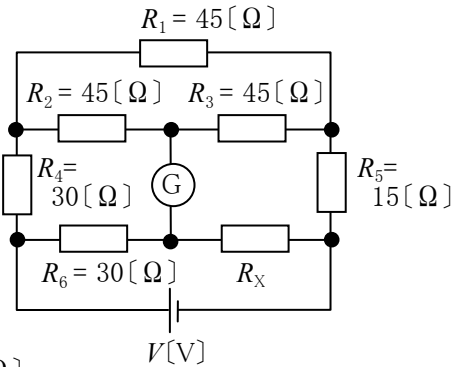 R₁ = 45〔Ω〕
R₂ = 45〔Ω〕 R₃ = 45〔Ω〕
R₄= R₅=
30〔Ω〕 G 15〔Ω〕
R₆ = 30〔Ω〕 Rₓ
V〔V〕
Ω〕